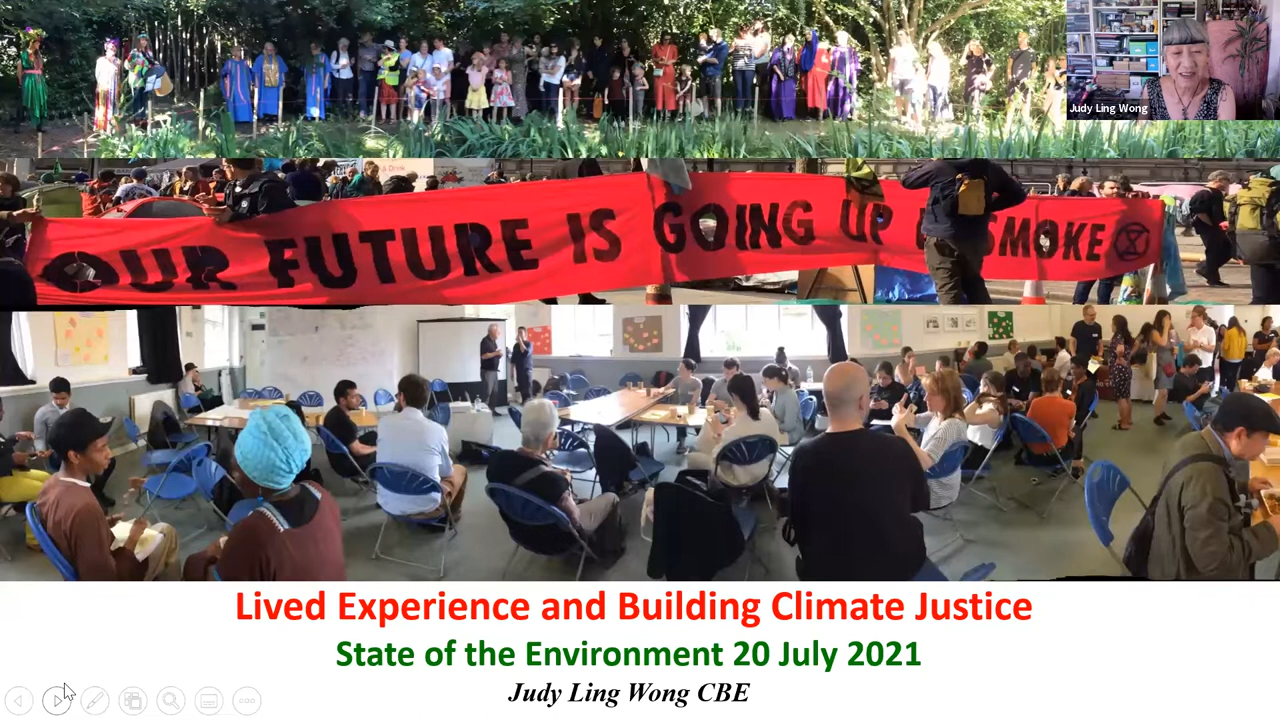 Judy Ling Wong
OUR FUTURE IS GOING UP SMOKE
Lived Experience and Building Climate Justice
State of the Environment 20 July 2021
Judy Ling Wong CBE